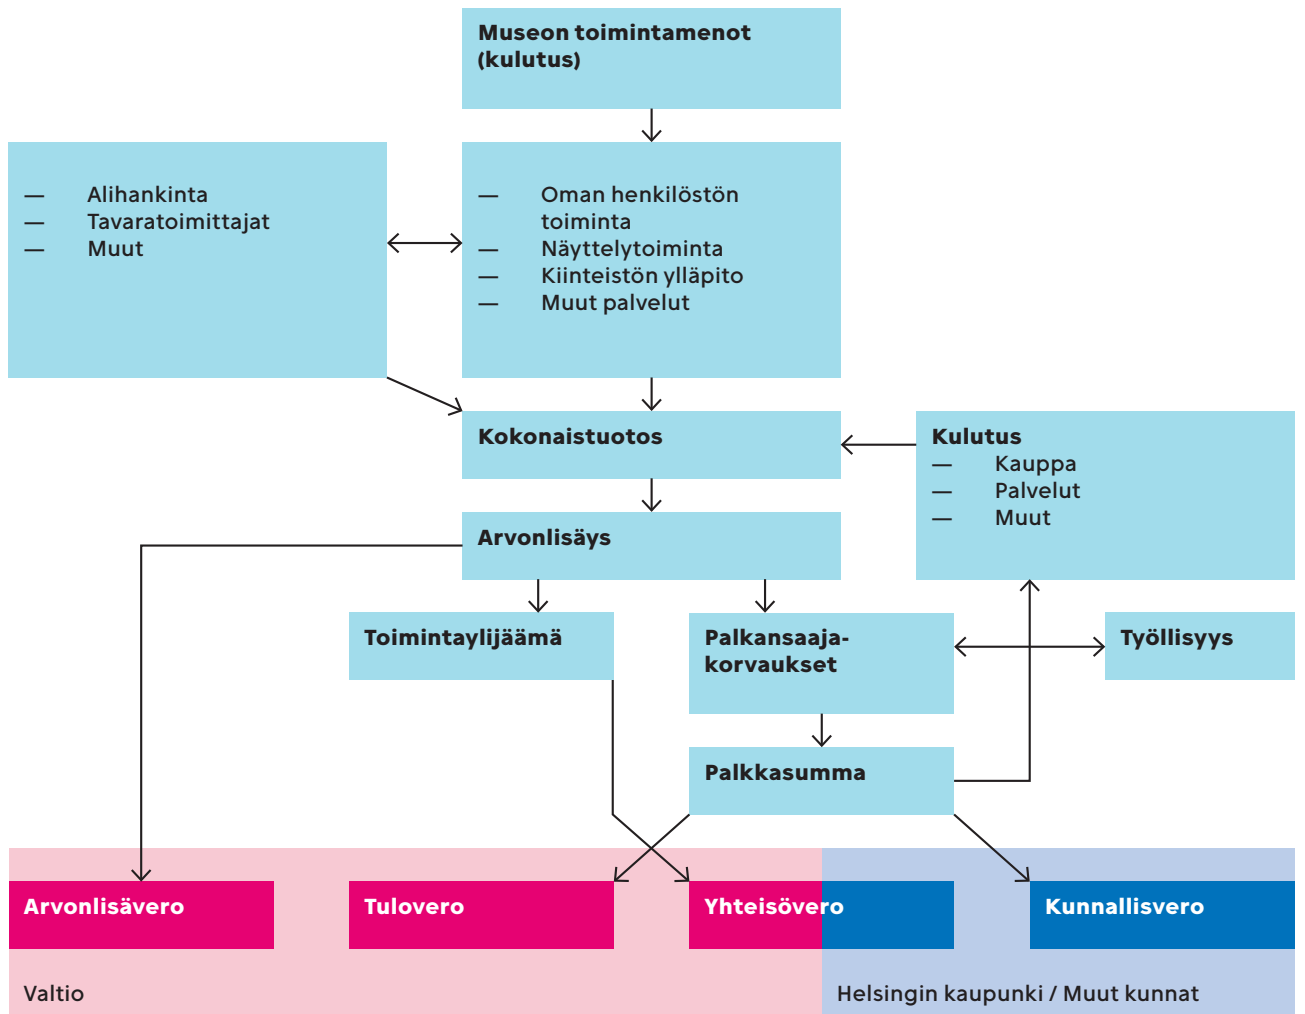 Museon toimintamenot
(kulutus)
— Alihankinta
— Tavaratoimittajat
— Muut
— Oman henkilöstön
toiminta
— Näyttelytoiminta
— Kiinteistön ylläpito
— Muut palvelut
Kokonaistuotos
Kulutus
— Kauppa
— Palvelut
— Muut
Arvonlisäys
Toimintaylijäämä
Palkansaaja-
korvaukset
Työllisyys
Palkkasumma
Arvonlisävero
Tulovero
Yhteisövero
Kunnallisvero
Valtio
Helsingin kaupunki / Muut kunnat